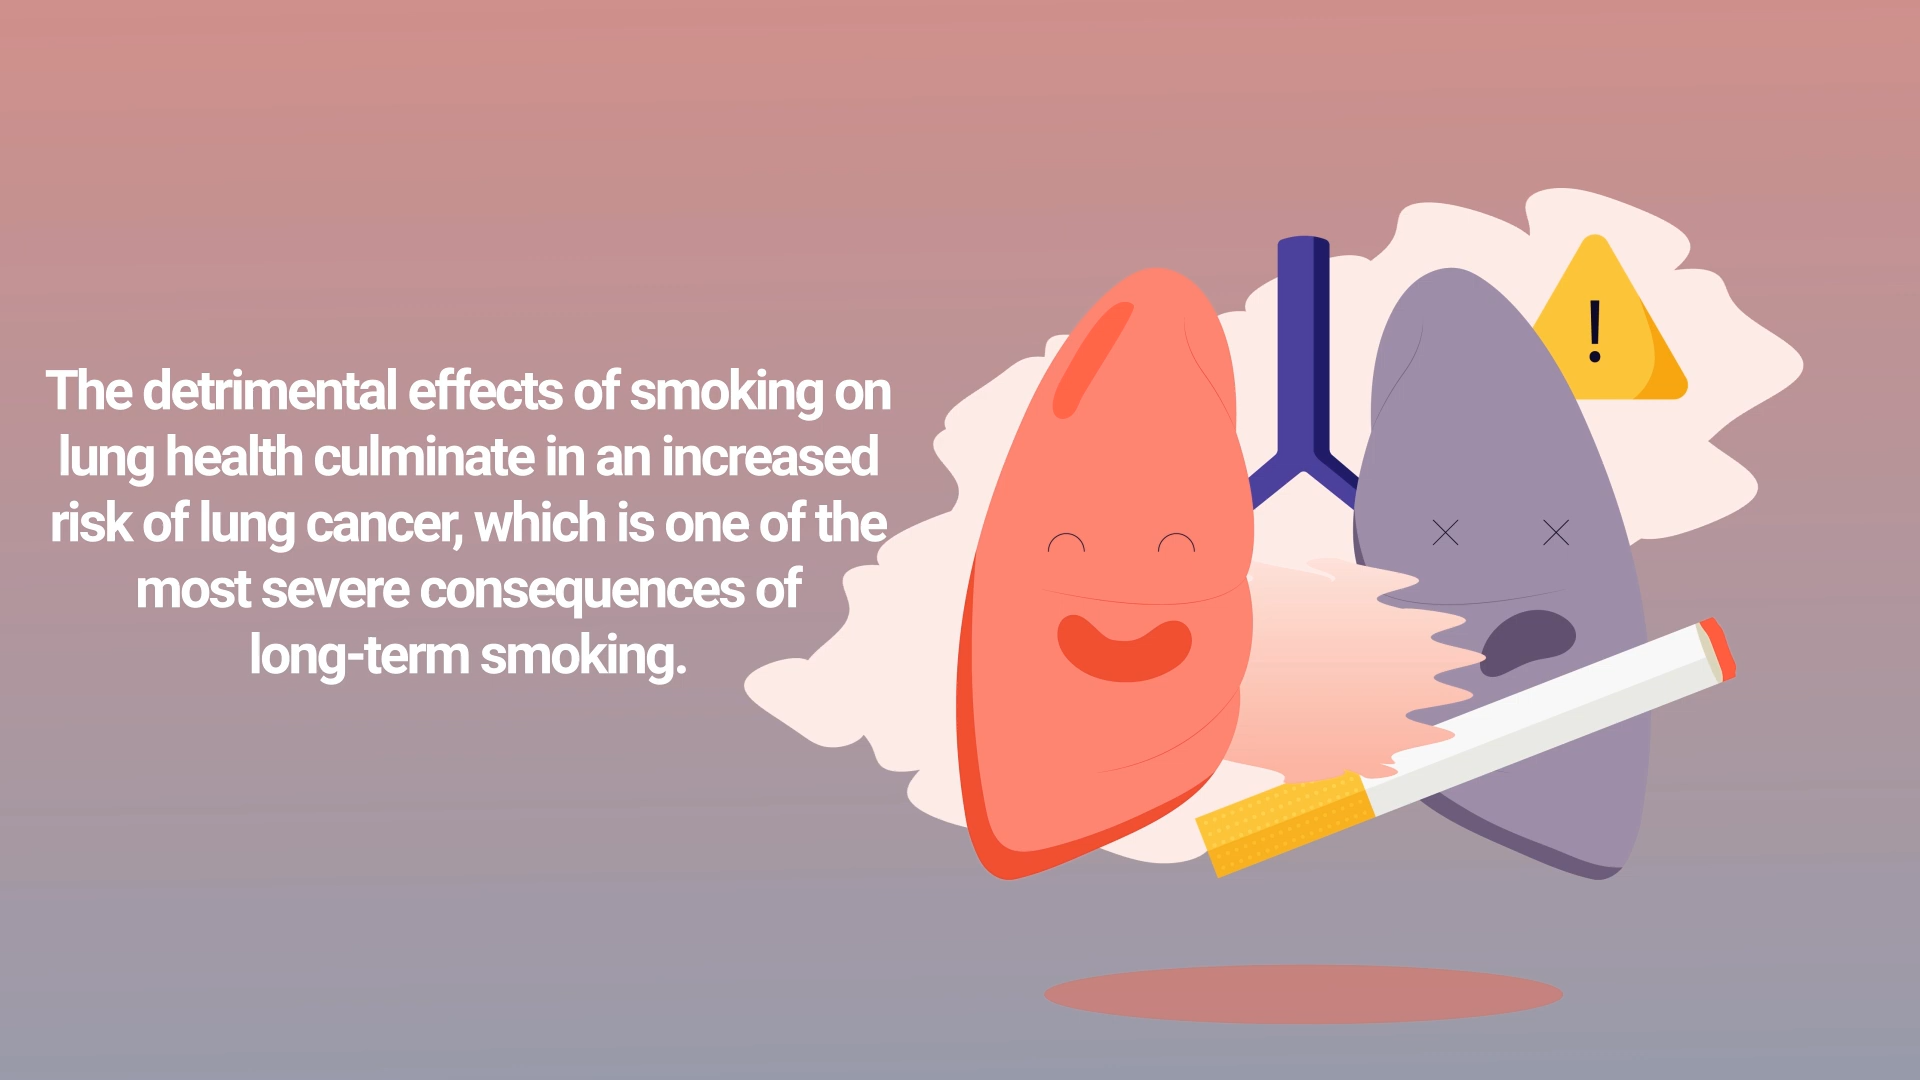 The detrimental effects of smoking on
lung health culminate in an increased
risk of lung cancer, which is one of the
most severe consequences of
long-term smoking.
!